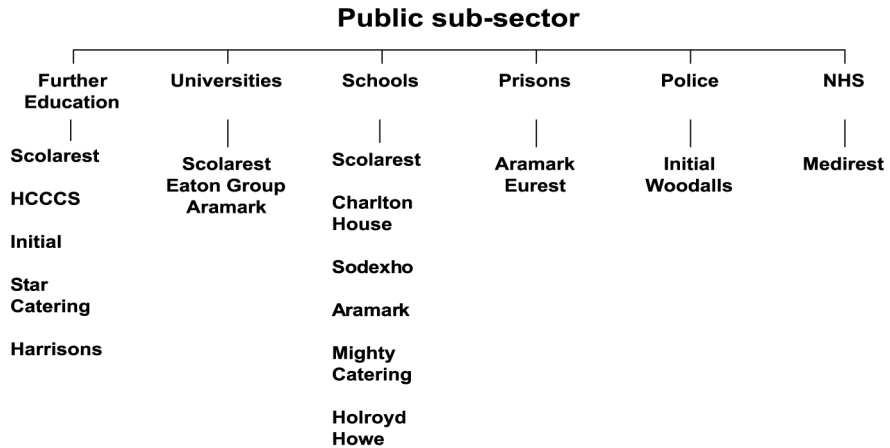 Public sub-sector
Further
Education
Universities
Schools
Prisons
Police
NHS
Scolarest
HCCCS
Initial
Star
Catering
Harrisons
Scolarest
Eaton Group
Aramark
Scolarest
Charlton
House
Sodexho
Aramark
Mighty
Catering
Holroyd
Howe
Aramark
Eurest
Initial
Woodalls
Medirest